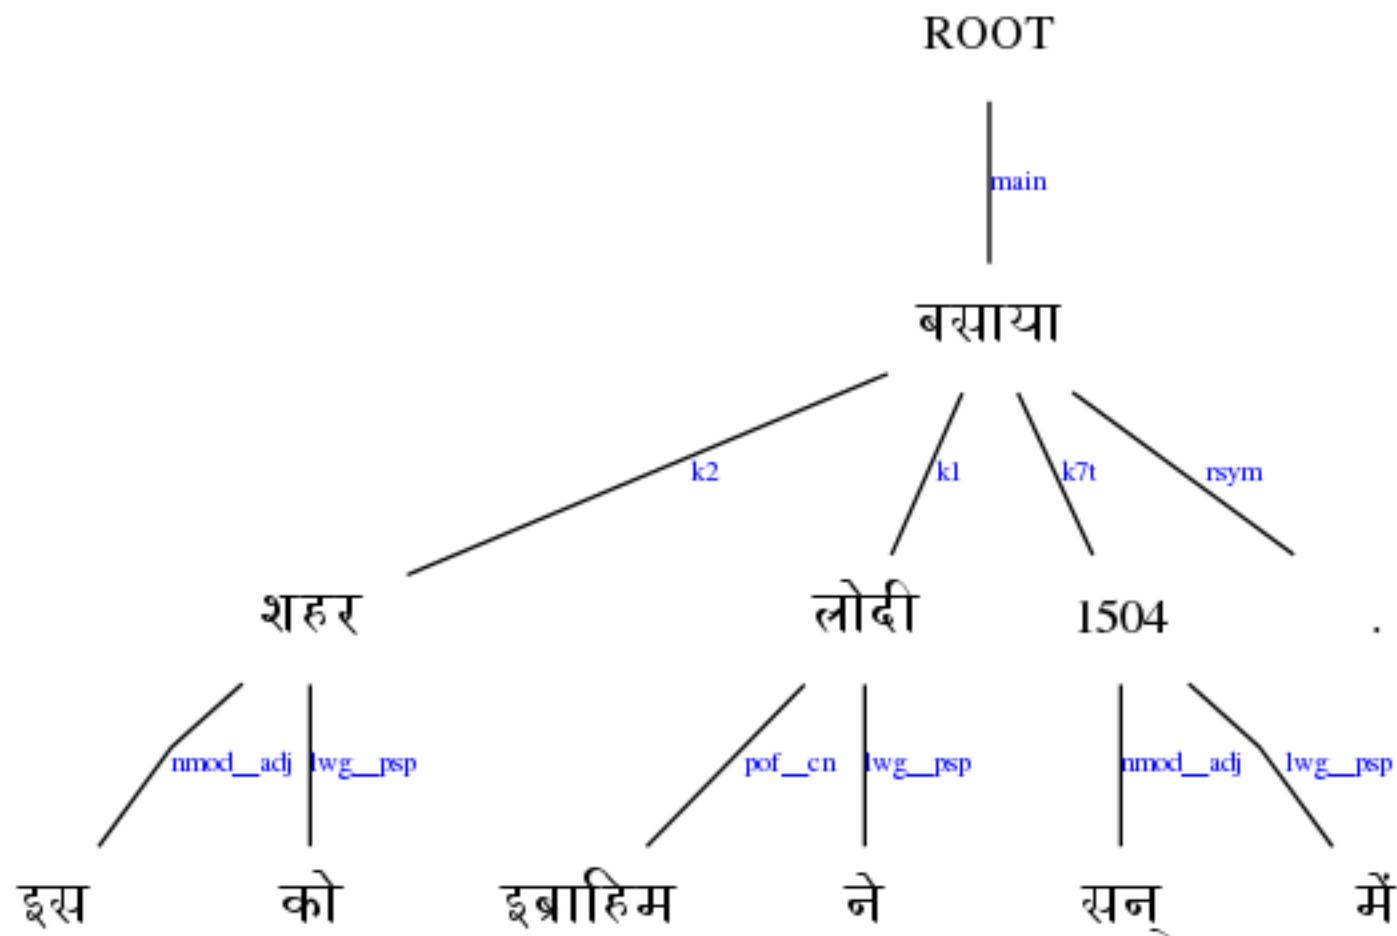 ROOT
main
बसाया
k2 k1 k7t rsym
शहर लोदी 1504 .
nmod__adj lwg__psp pof__cn lwg__psp nmod__adj lwg__psp
इस को इब्राहिम ने सन् में